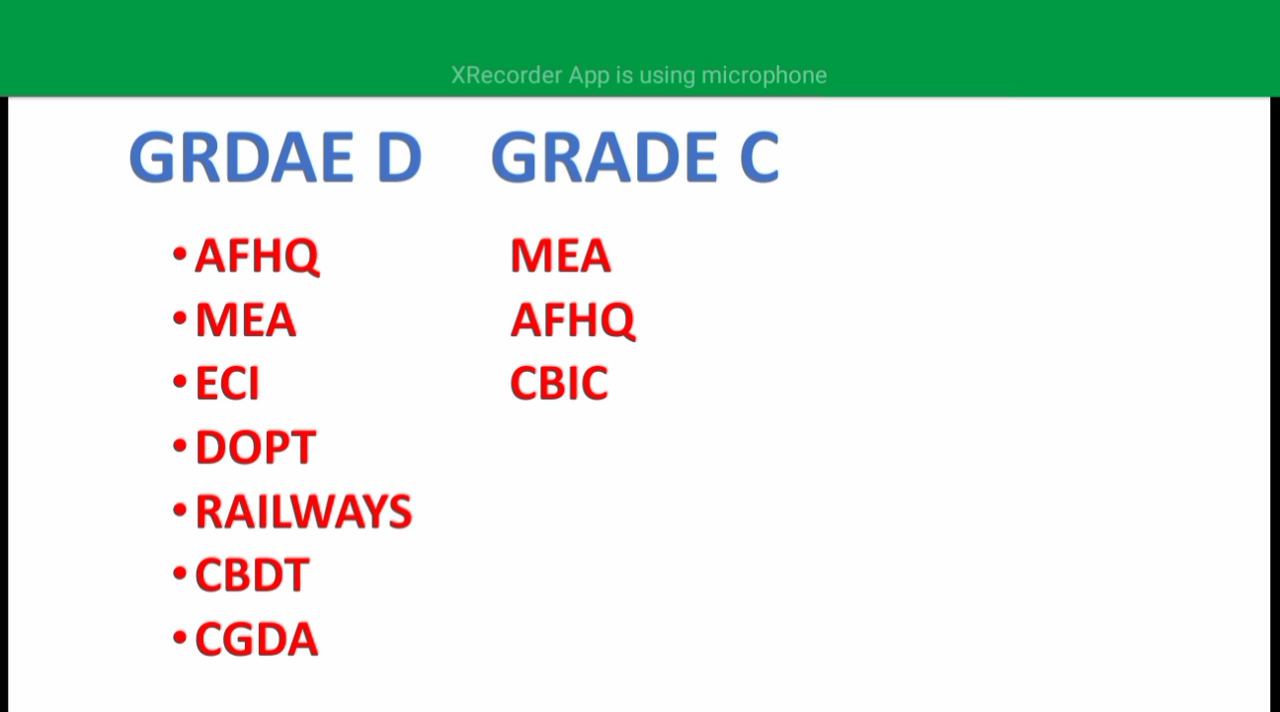 XRecorder App is using microphone
GRDAE D GRADE C
• AFHQ MEA
• MEA AFHQ
• ECI CBIC
• DOPT
• RAILWAYS
• CBDT
• CGDA